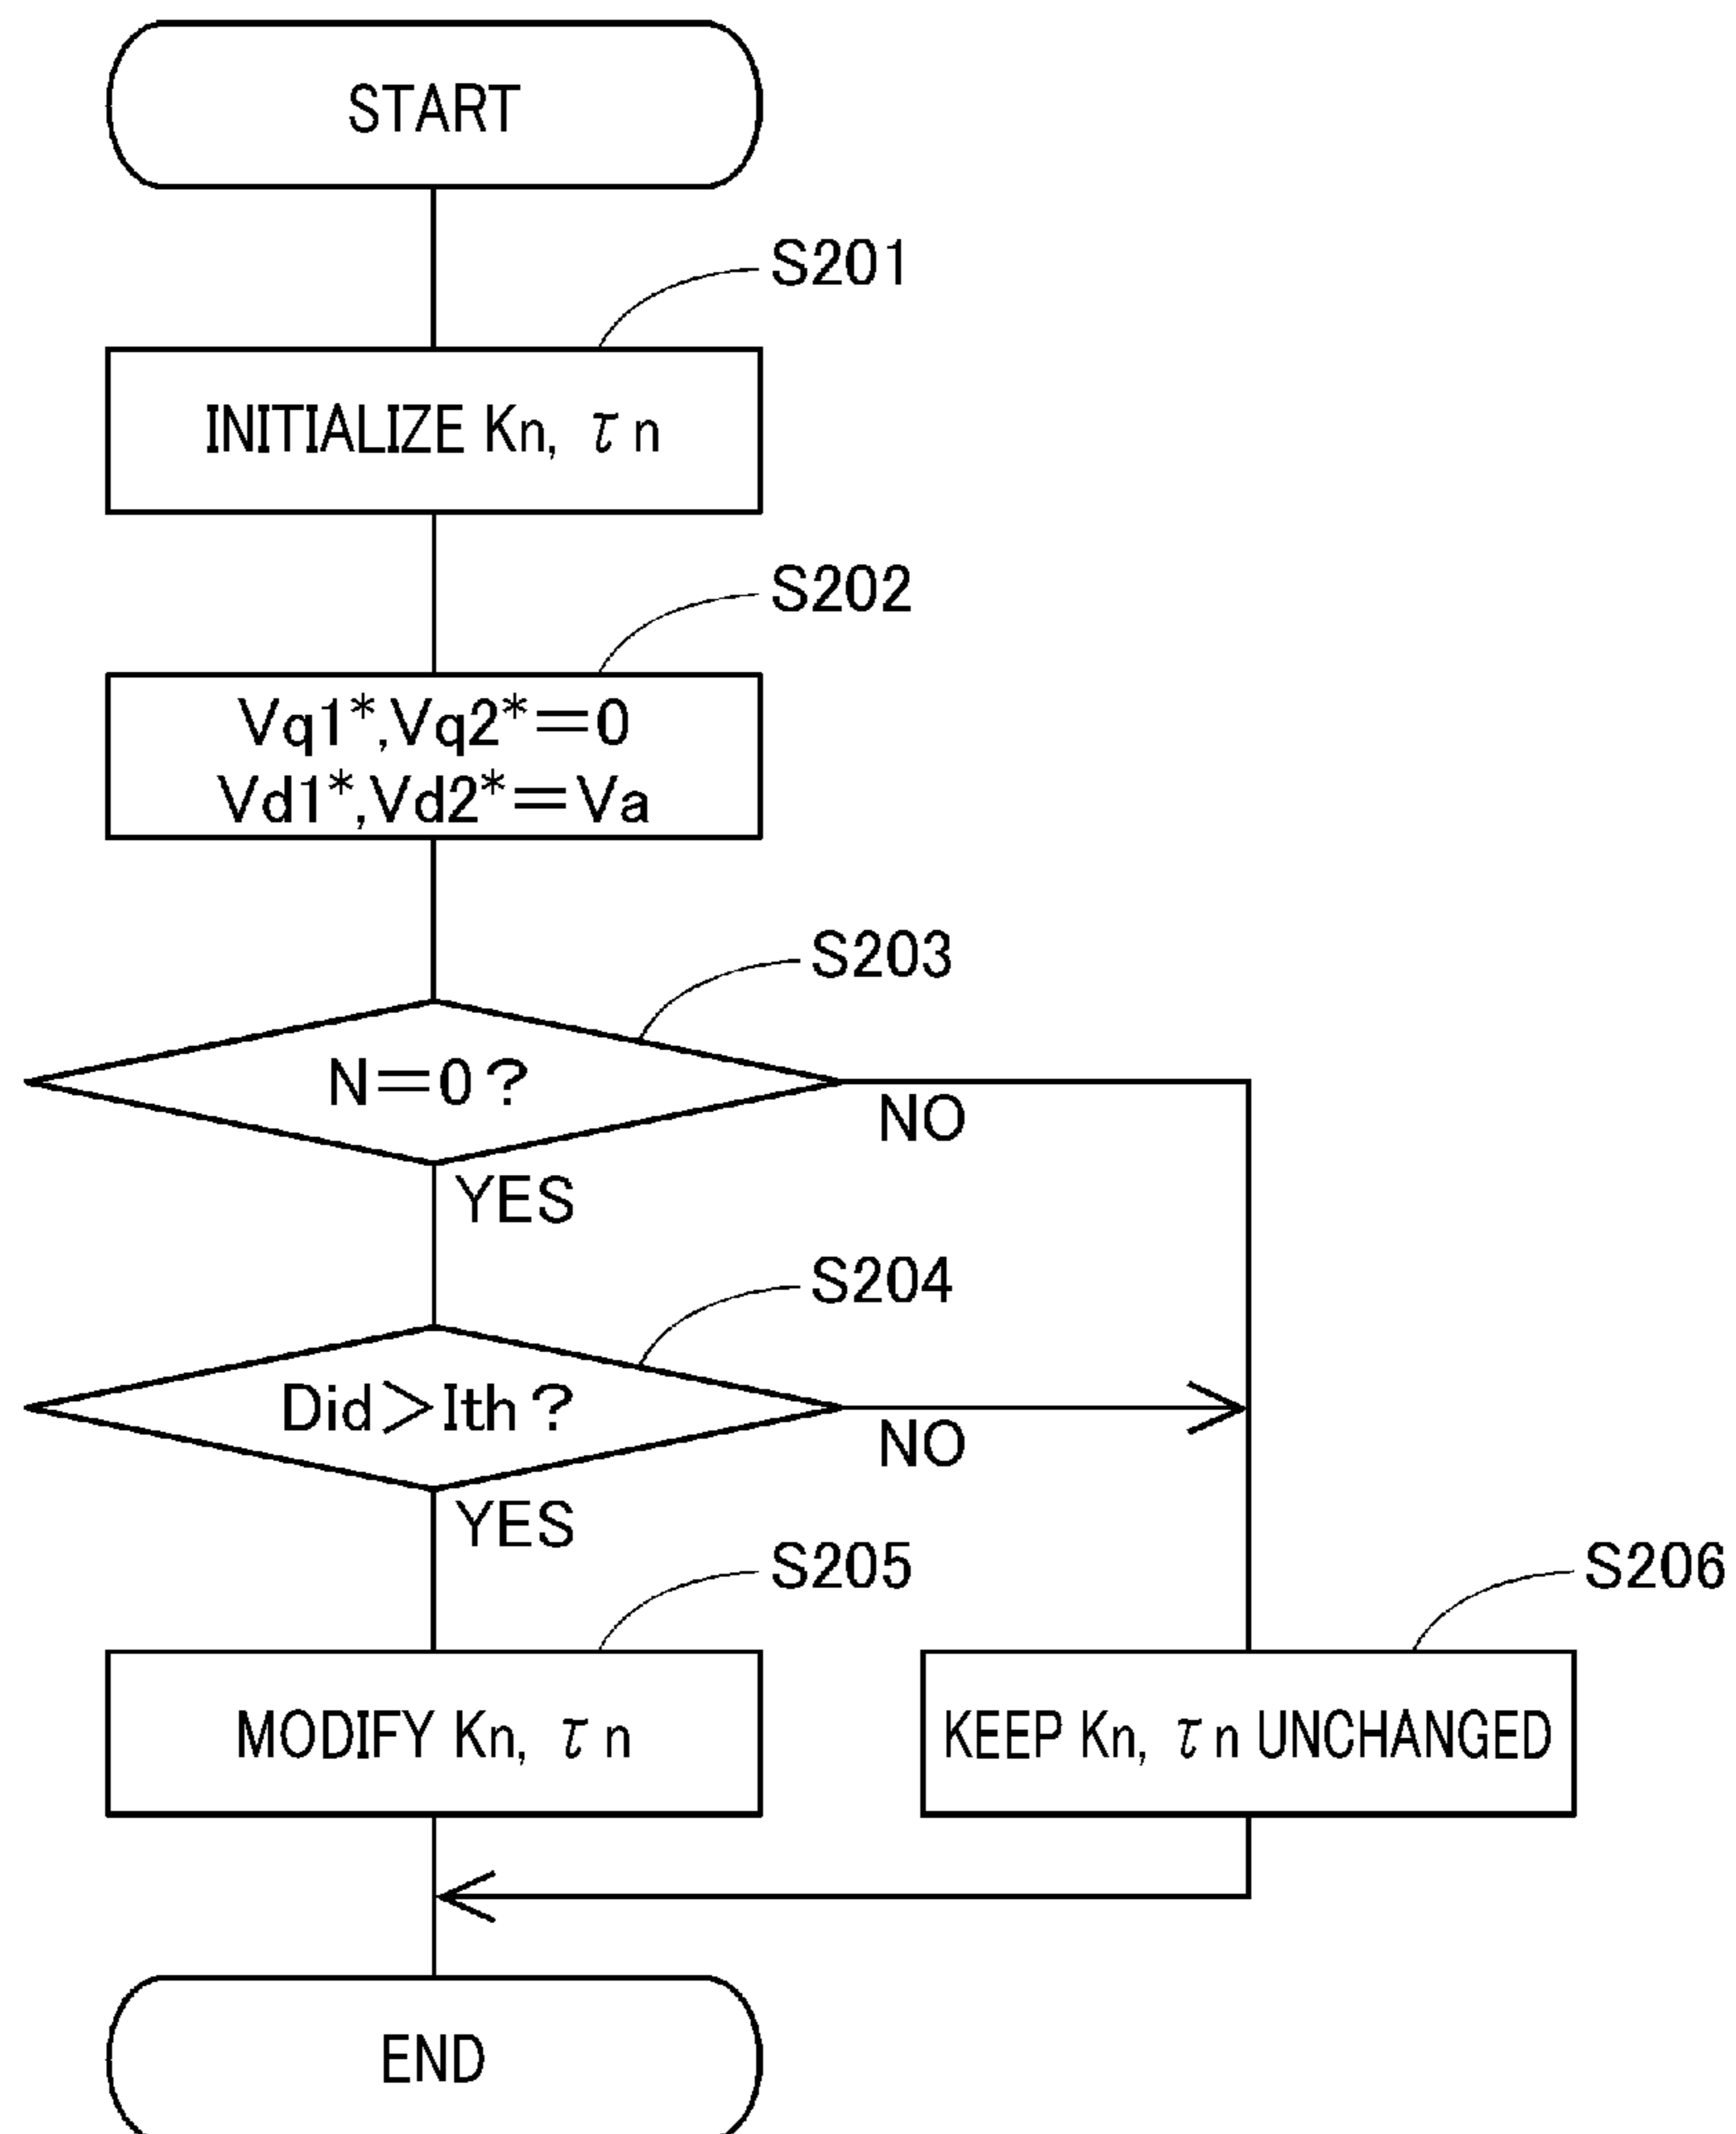 START
S201
INITIALIZE Kn, τn
S202
Vq1*,Vq2*=0
Vd1*,Vd2*=Va
S203
N=0?
NO
YES
S204
Did>Ith?
NO
YES
S205
S206
MODIFY Kn, τn
KEEP Kn, τn UNCHANGED
END